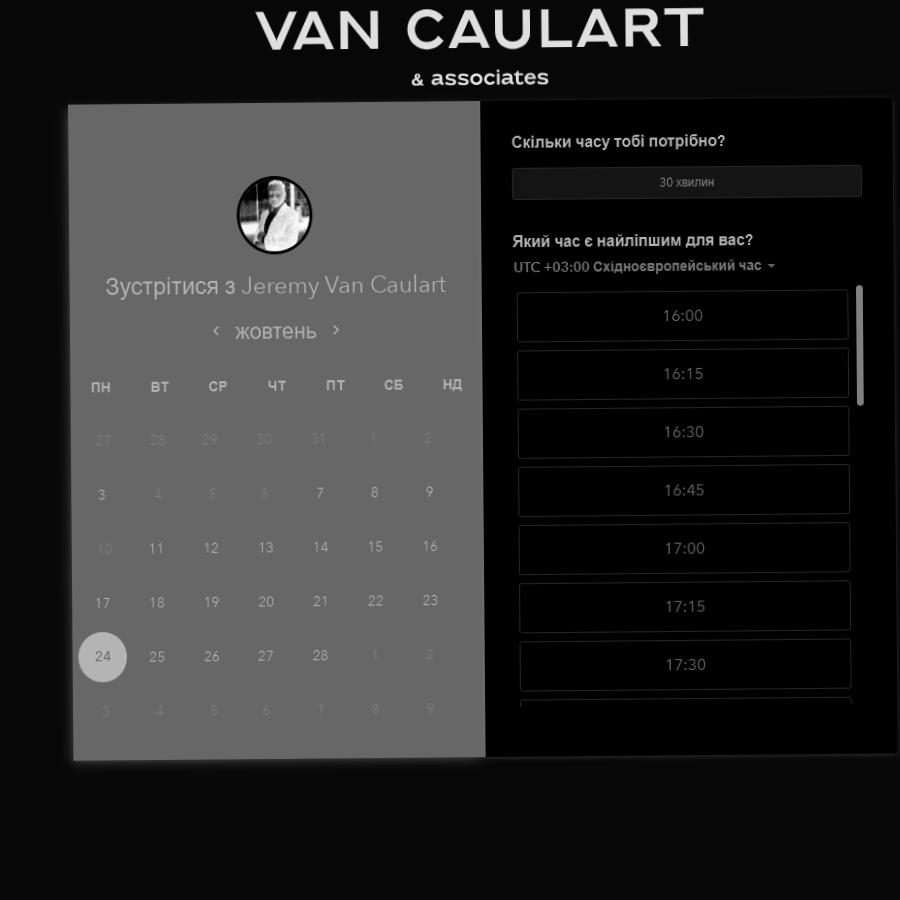 VAN CAULART
& associates
Зустрітися з Jeremy Van Caulart
‹ жовтень ›
ПН ВТ СР ЧТ ПТ СБ НД
27 28 29 30 31 1 2
3 4 5 6 7 8 9
10 11 12 13 14 15 16
17 18 19 20 21 22 23
24 25 26 27 28 1 2
3 4 5 6 7 8 9
Скільки часу тобі потрібно?
30 хвилин
Який час є найліпшим для вас?
UTC +03:00 Східноєвропейський час
16:00
16:15
16:30
16:45
17:00
17:15
17:30